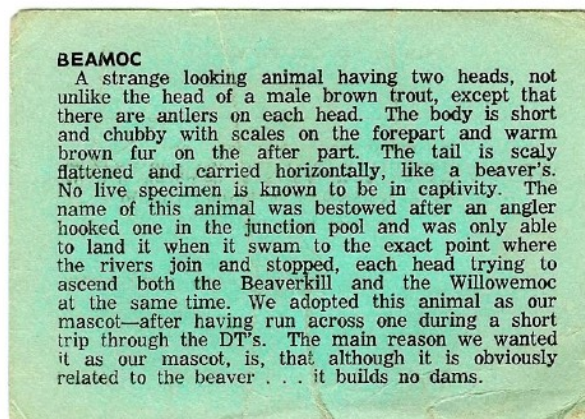 BEAMOC
A strange looking animal having two heads, not
unlike the head of a male brown trout, except that
there are antlers on each head. The body is short
and chubby with scales on the forepart and warm
brown fur on the after part. The tail is scaly
flattened and carried horizontally, like a beaver's.
No live specimen is known to be in captivity. The
name of this animal was bestowed after an angler
hooked one in the junction pool and was only able
to land it when it swam to the exact point where
the rivers join and stopped, each head trying to
ascend both the Beaverkill and the Willowemoc
at the same time. We adopted this animal as our
mascot—after having run across one during a short
trip through the DT's. The main reason we wanted
it as our mascot, is, that although it is obviously
related to the beaver . . . it builds no dams.